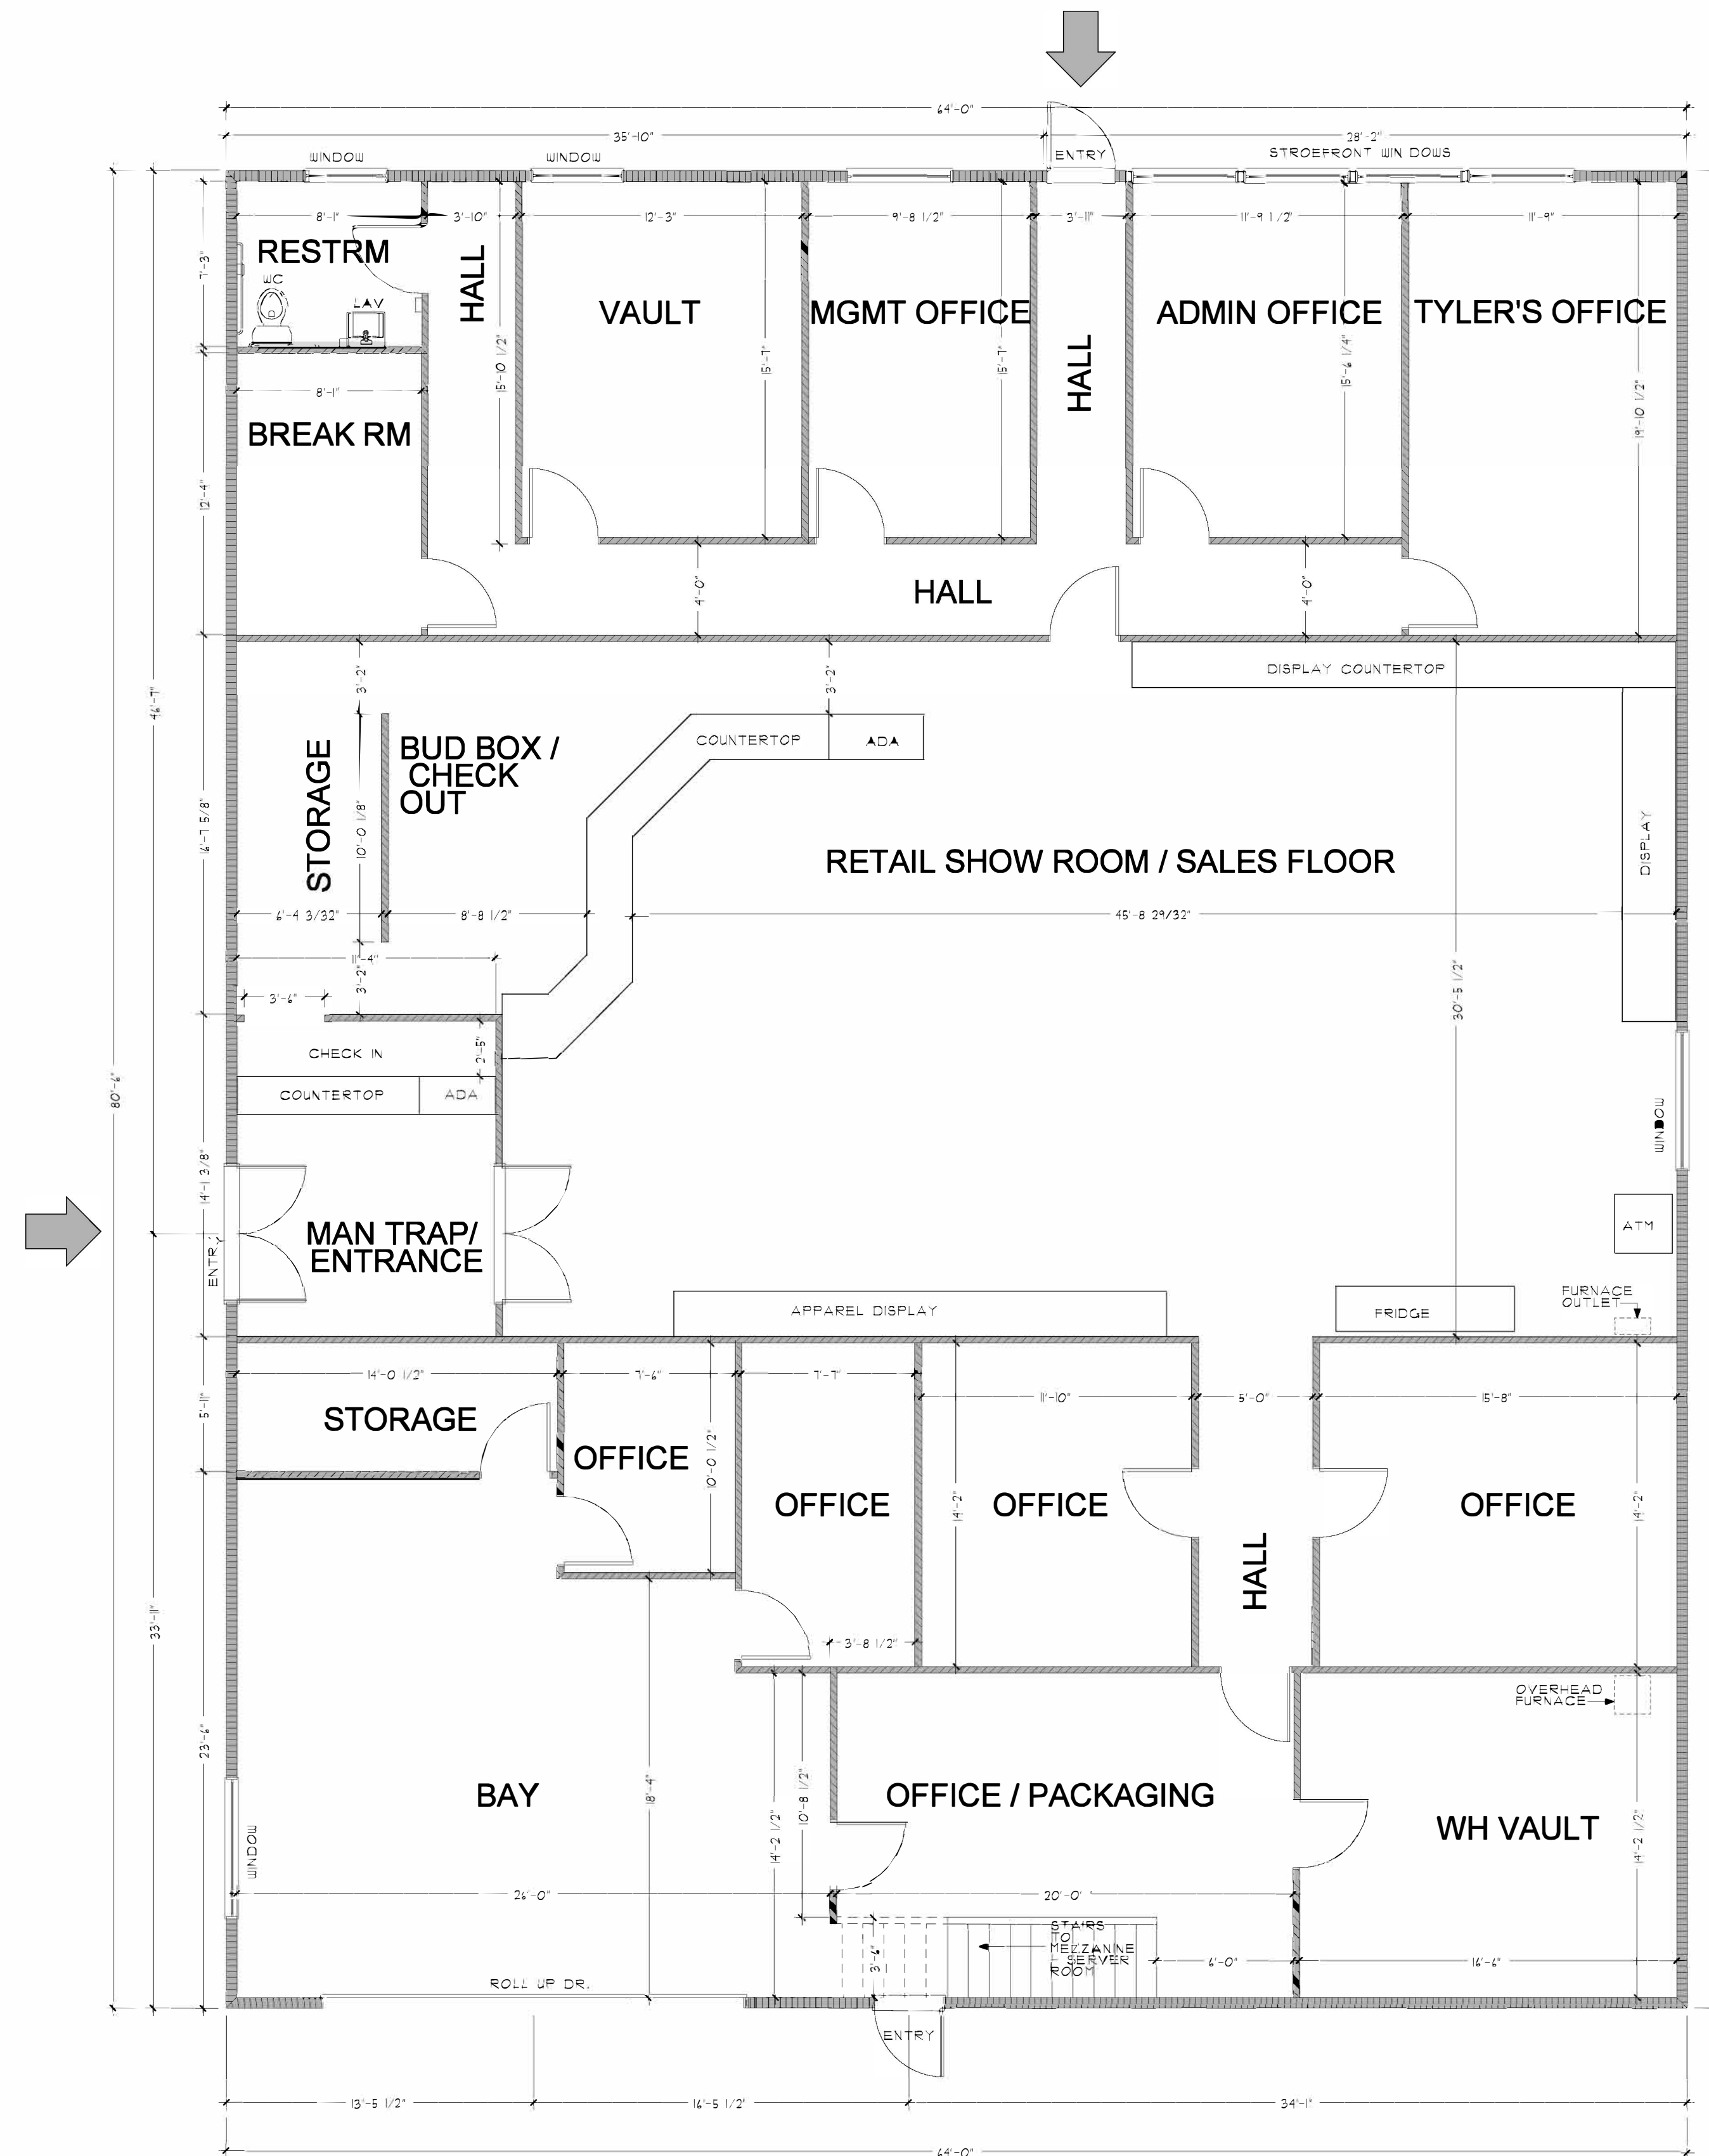 64'-0"
35'-10"
28'-2"
WINDOW
WINDOW
ENTRY
STROEFRONT WINDOWS
8'-1"
3'-10"
12'-3"
9'-8 1/2"
3'-11"
11'-9 1/2"
11'-9"
RESTRM
WC
LAV
7'-3"
HALL
VAULT
MGMT OFFICE
HALL
ADMIN OFFICE
TYLER'S OFFICE
15'-10 1/2"
15'-7"
15'-7"
15'-6 1/4"
19'-10 1/2"
8'-1"
BREAK RM
12'-4"
HALL
4'-0"
4'-0"
3'-2"
3'-2"
DISPLAY COUNTERTOP
46'-7"
STORAGE
BUD BOX /
CHECK
OUT
COUNTERTOP
ADA
16'-7 5/8"
10'-0 1/8"
RETAIL SHOW ROOM / SALES FLOOR
DISPLAY
6'-4 3/32"
8'-8 1/2"
45'-8 29/32"
11'-4"
3'-2"
3'-6"
30'-5 1/2"
CHECK IN
2'-5"
COUNTERTOP
ADA
80'-6"
WINDOW
14'-1 3/8"
MAN TRAP/
ENTRANCE
ENTRY
ATM
APPAREL DISPLAY
FRIDGE
FURNACE
OUTLET
14'-0 1/2"
7'-6"
7'-7"
11'-10"
5'-0"
15'-8"
5'-11"
STORAGE
OFFICE
10'-0 1/2"
OFFICE
14'-2"
OFFICE
HALL
OFFICE
14'-2"
33'-11"
3'-8 1/2"
OVERHEAD
FURNACE
23'-6"
BAY
18'-4"
14'-2 1/2"
10'-8 1/2"
OFFICE / PACKAGING
WH VAULT
14'-2 1/2"
WINDOW
26'-0"
20'-0"
STAIRS
TO
MEZZANINE
- SERVER
ROOM
3'-6"
6'-0"
16'-6"
ROLL UP DR.
ENTRY
13'-5 1/2"
16'-5 1/2"
34'-1"
64'-0"